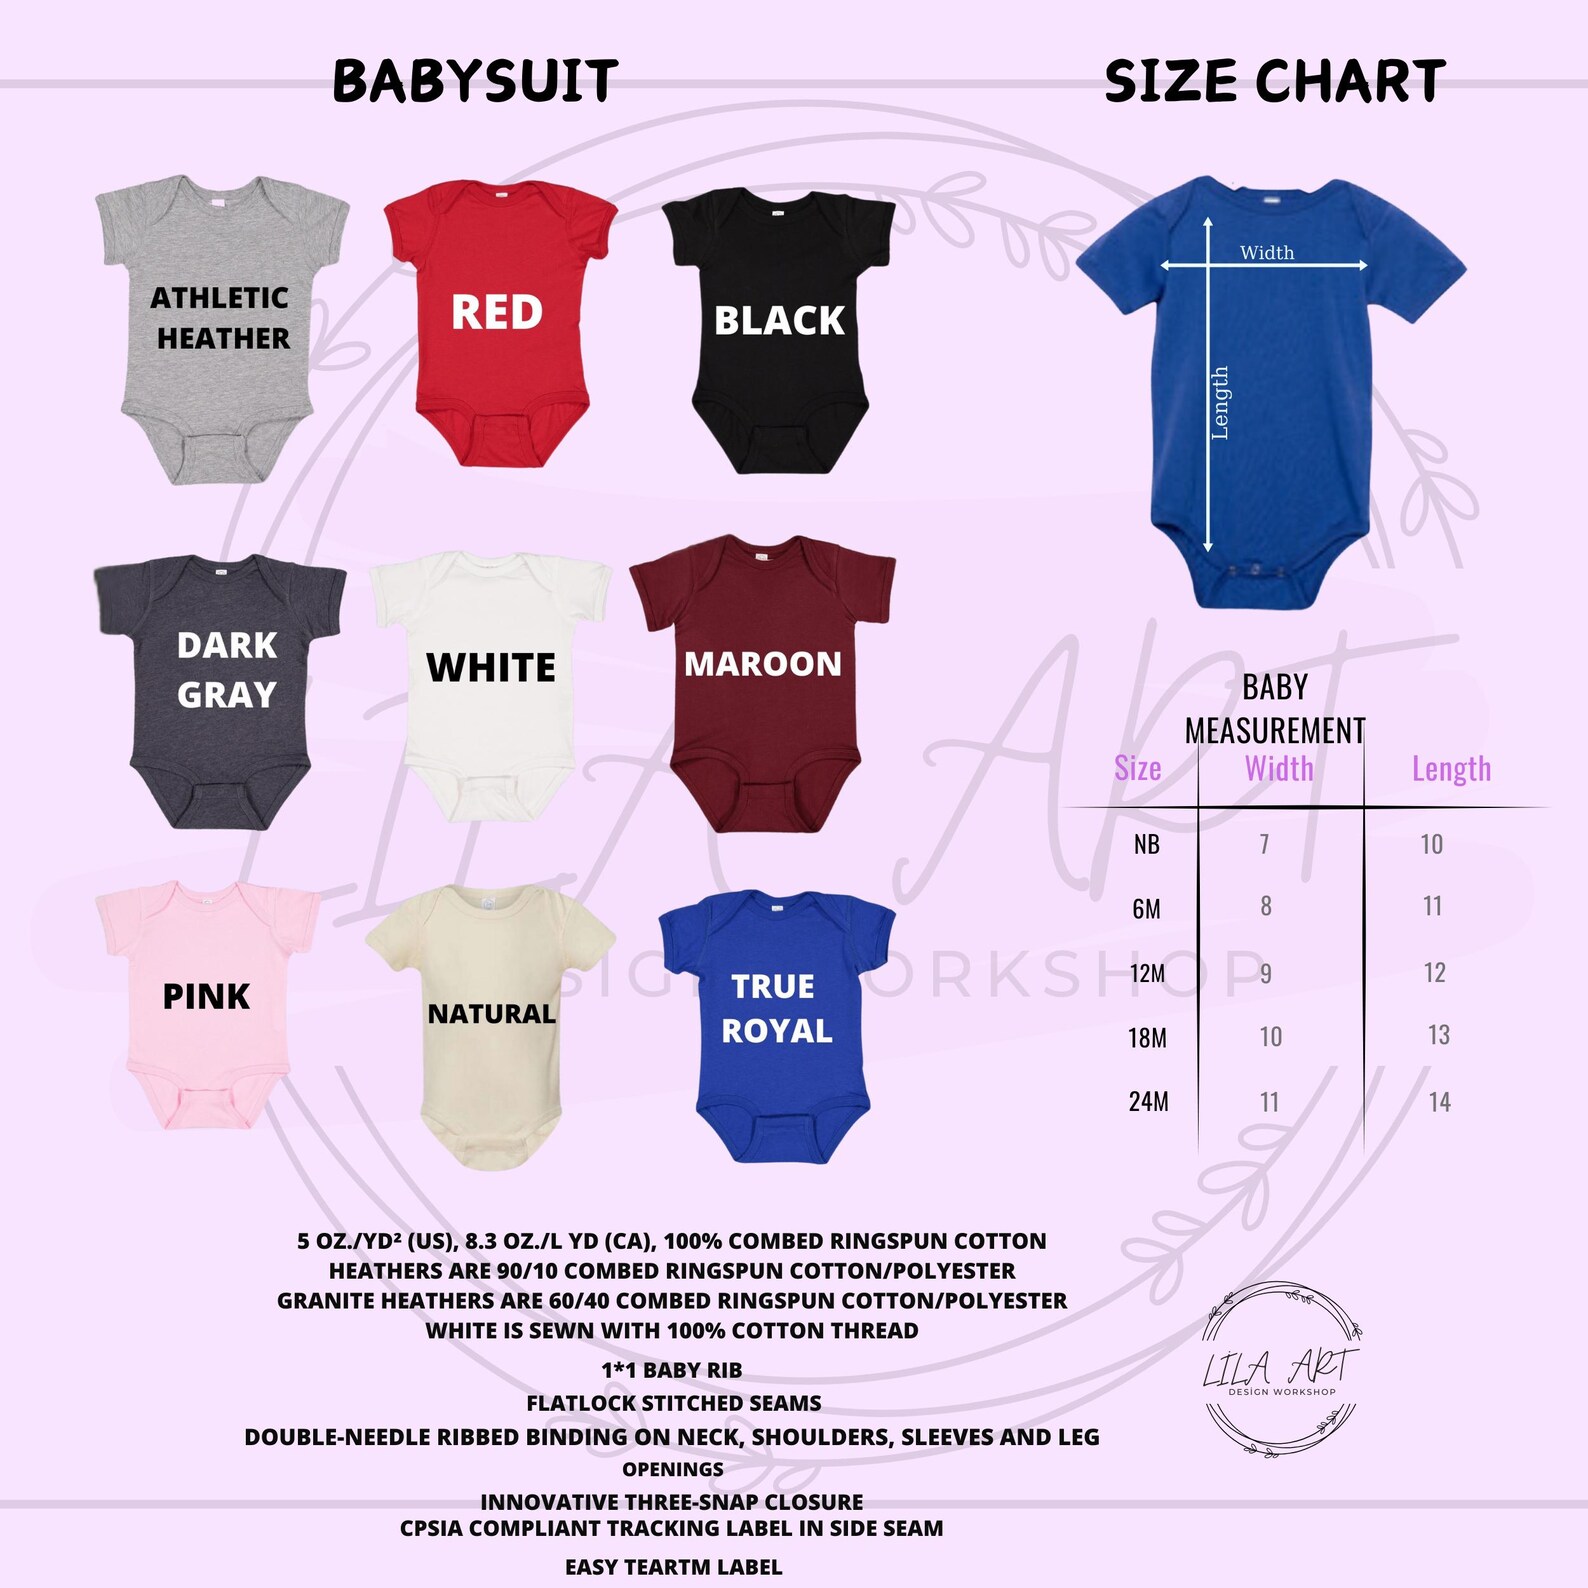 BABYSUIT
SIZE CHART
ATHLETIC
HEATHER
RED
BLACK
DARK
GRAY
WHITE
MAROON
PINK
NATURAL
TRUE
ROYAL
Width
Length
BABY
MEASUREMENT
Size Width Length
NB 7 10
6M 8 11
12M 9 12
18M 10 13
24M 11 14
5 OZ./YD² (US), 8.3 OZ./L YD (CA), 100% COMBED RINGSPUN COTTON
HEATHERS ARE 90/10 COMBED RINGSPUN COTTON/POLYESTER
GRANITE HEATHERS ARE 60/40 COMBED RINGSPUN COTTON/POLYESTER
WHITE IS SEWN WITH 100% COTTON THREAD
1*1 BABY RIB
FLATLOCK STITCHED SEAMS
DOUBLE-NEEDLE RIBBED BINDING ON NECK, SHOULDERS, SLEEVES AND LEG
OPENINGS
INNOVATIVE THREE-SNAP CLOSURE
CPSIA COMPLIANT TRACKING LABEL IN SIDE SEAM
EASY TEARTM LABEL
LİLA ART
DESIGN WORKSHOP